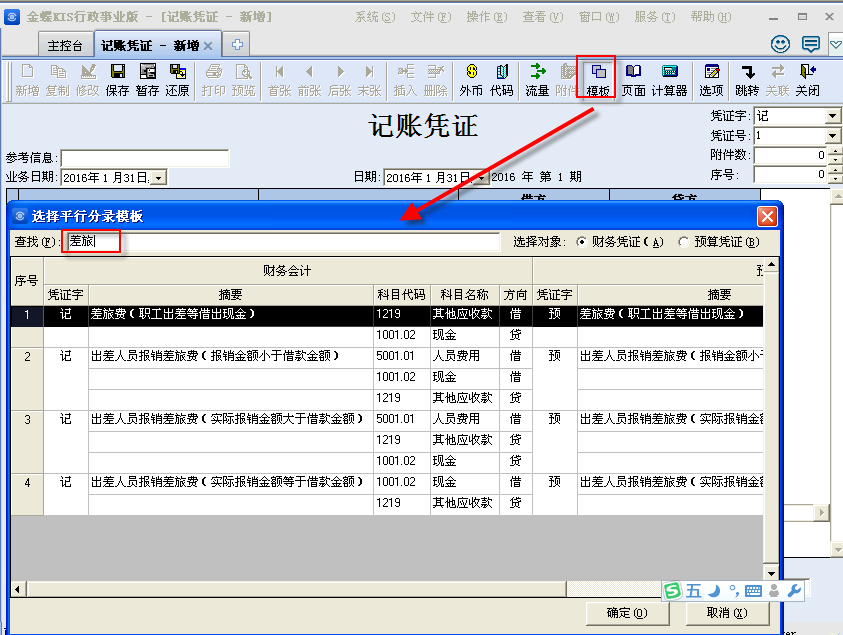 金蝶KIS行政事业版 - [记账凭证 - 新增]
系统(S) 文件(F) 操作(E) 查看(V) 窗口(W) 服务(T) 帮助(H)
主控台 记账凭证 - 新增
新增 复制 修改 保存 暂存 还原 打印 预览 首张 前张 后张 末张 插入 删除 外币 代码 流量 附件 模板 页面 计算器 选项 跳转 关联 关闭
记账凭证
凭证字: 记
凭证号: 1
附件数: 0
序号: 0
参考信息:
业务日期: 2016年 1 月31日 日期: 2016年 1 月31日 2016 年 第 1 期
借方 贷方
选择平行分录模板
查找(F): 差旅 选择对象: 财务凭证(A) 预算凭证(B)
序号 财务会计
凭证字 摘要 科目代码 科目名称 方向 凭证字 摘要
1 记 差旅费(职工出差等借出现金) 1219 其他应收款 借 预 差旅费(职工出差等借出现金)
1001.02 现金 贷
2 记 出差人员报销差旅费(报销金额小于借款金额) 5001.01 人员费用 借 预 出差人员报销差旅费(报销金额小于
1001.02 现金 借
1219 其他应收款 贷
3 记 出差人员报销差旅费(实际报销金额大于借款金额) 5001.01 人员费用 借 预 出差人员报销差旅费(实际报销金额
1219 其他应收款 贷
1001.02 现金 贷
4 记 出差人员报销差旅费(实际报销金额等于借款金额) 1001.02 现金 借 预 出差人员报销差旅费(实际报销金额
1219 其他应收款 贷
五
确定(O) 取消(X)